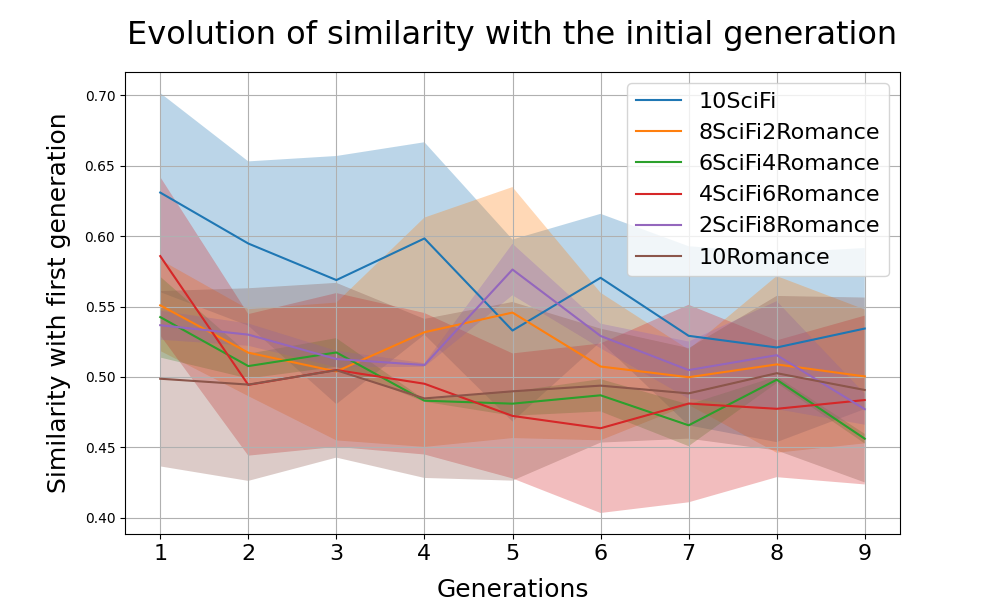 Evolution of similarity with the initial generation
Similarity with first generation
0.70
0.65
0.60
0.55
0.50
0.45
0.40
10SciFi
8SciFi2Romance
6SciFi4Romance
4SciFi6Romance
2SciFi8Romance
10Romance
1 2 3 4 5 6 7 8 9
Generations